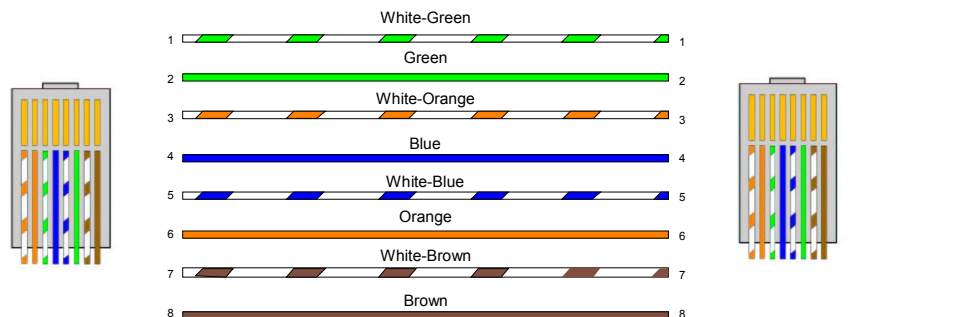 White-Green
1 1
Green
2 2
White-Orange
3 3
Blue
4 4
White-Blue
5 5
Orange
6 6
White-Brown
7 7
Brown
8 8